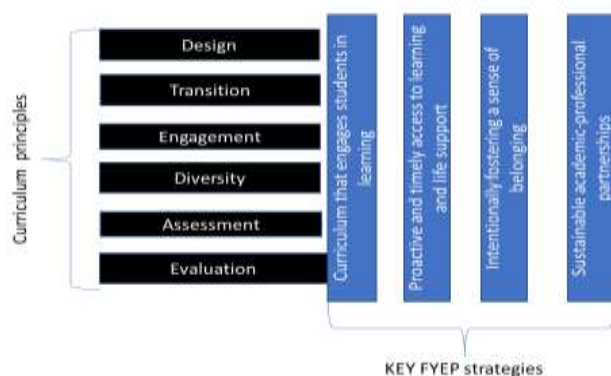 Curriculum principles
Design
Transition
Engagement
Diversity
Assessment
Evaluation
Curriculum that engages students in
learning
Proactive and timely access to learning
and life support
Intentionally fostering a sense of
belonging
Sustainable academic-professional
partnerships
KEY FYEP strategies